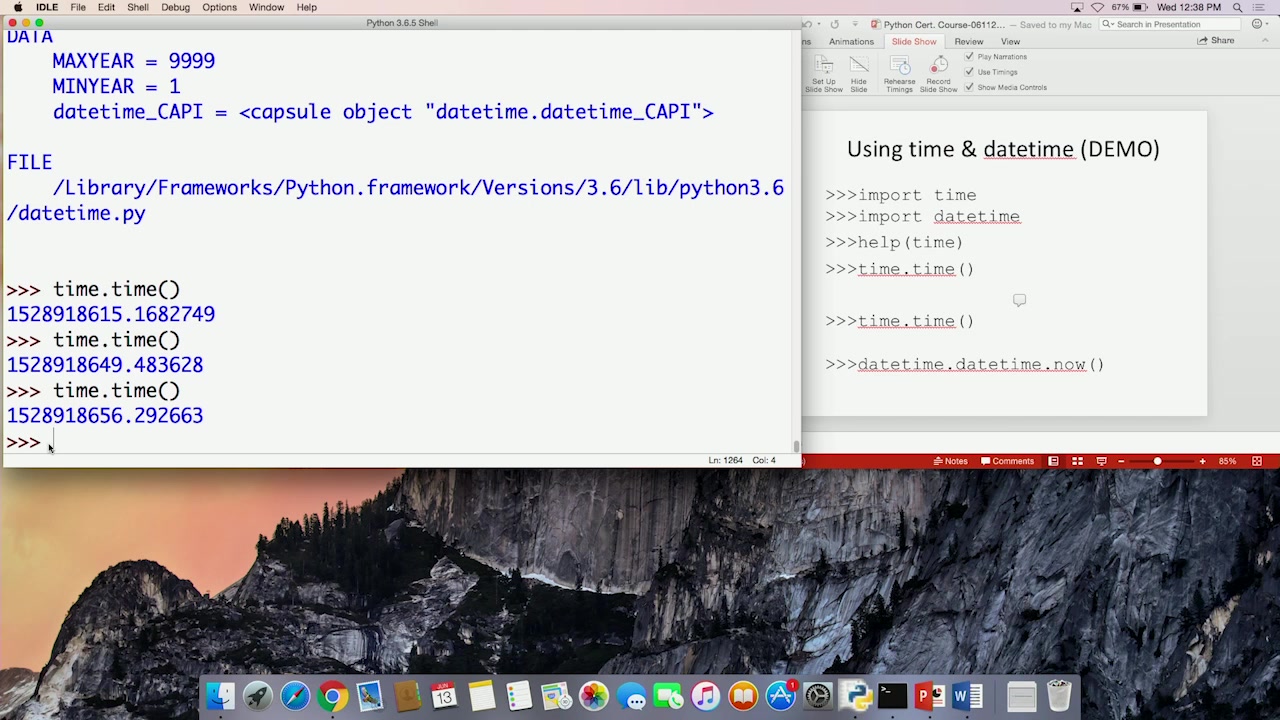 IDLE File Edit Shell Debug Options Window Help
67% Wed 12:38 PM
Python 3.6.5 Shell
DATA
MAXYEAR = 9999
MINYEAR = 1
datetime_CAPI = <capsule object "datetime.datetime_CAPI">
FILE
/Library/Frameworks/Python.framework/Versions/3.6/lib/python3.6
/datetime.py
>>> time.time()
1528918615.1682749
>>> time.time()
1528918649.483628
>>> time.time()
1528918656.292663
>>>
Ln: 1264 Col: 4
Python Cert. Course-06112... — Saved to my Mac
Search in Presentation
ns Animations Slide Show Review View
Share
Set Up
Slide Show
Hide
Slide
Rehearse
Timings
Record
Slide Show
Play Narrations
Use Timings
Show Media Controls
Using time & datetime (DEMO)
>>>import time
>>>import datetime
>>>help(time)
>>>time.time()
>>>time.time()
>>>datetime.datetime.now()
Notes Comments 85%
JUN
13
1